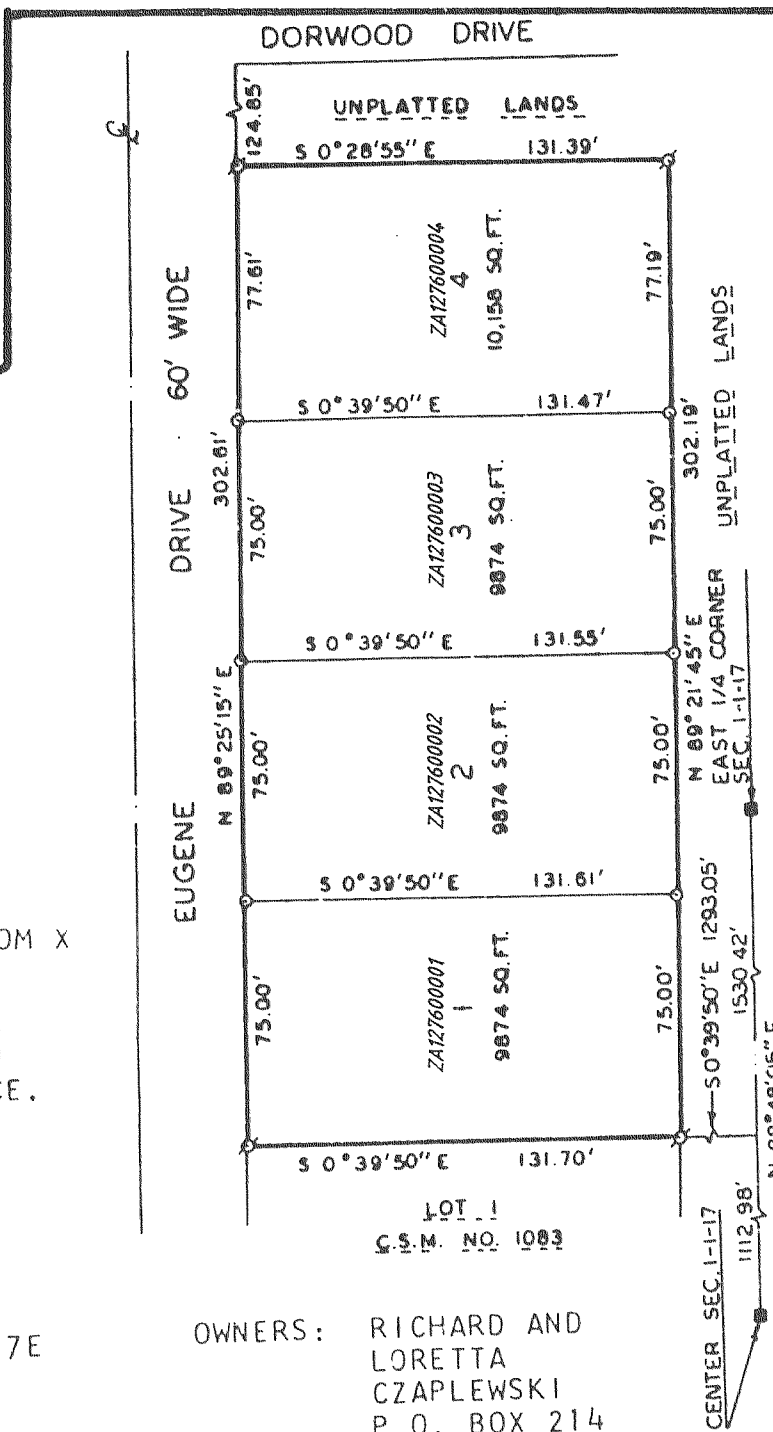 DORWOOD DRIVE
UNPLATTED LANDS
124.85'
S 0°28'55" E 131.39'
77.61'
ZA127600004
4
10,158 SQ.FT.
77.19'
S 0°39'50" E 131.47'
EUGENE DRIVE 60' WIDE
N 89°25'15" E 302.61'
75.00'
ZA127600003
3
9874 SQ.FT.
75.00'
N 89°21'45" E 302.19'
UNPLATTED LANDS
S 0°39'50" E 131.55'
75.00'
ZA127600002
2
9874 SQ.FT.
75.00'
EAST 1/4 CORNER
SEC. 1-1-17
S 0°39'50" E 131.61'
75.00'
ZA127600001
1
9874 SQ.FT.
75.00'
S 0°39'50" E 1293.05'
1530.42'
S 0°39'50" E 131.70'
1112.98'
CENTER SEC. 1-1-17
LOT 1
C.S.M. NO. 1083
OM X
CE.
7E
OWNERS: RICHARD AND
LORETTA
CZAPLEWSKI
P.O. BOX 214